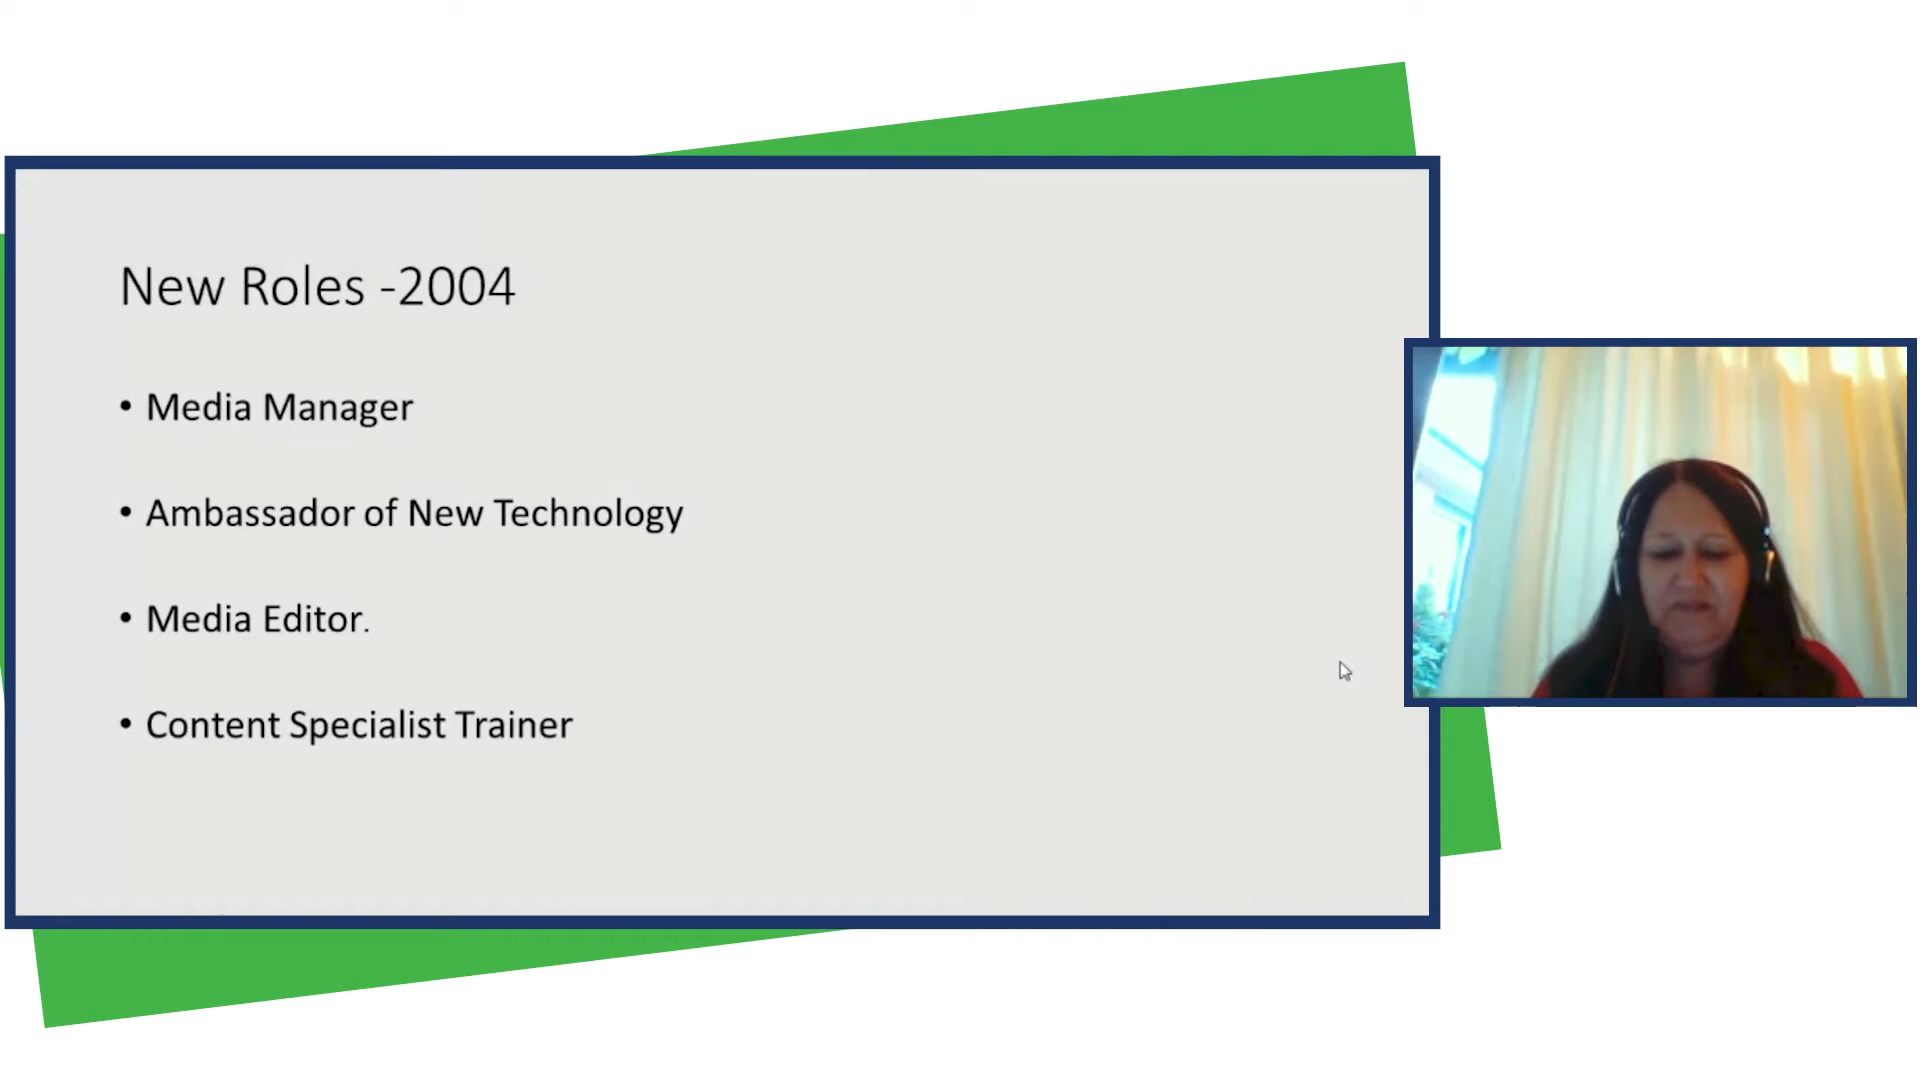 New Roles -2004
• Media Manager
• Ambassador of New Technology
• Media Editor.
• Content Specialist Trainer